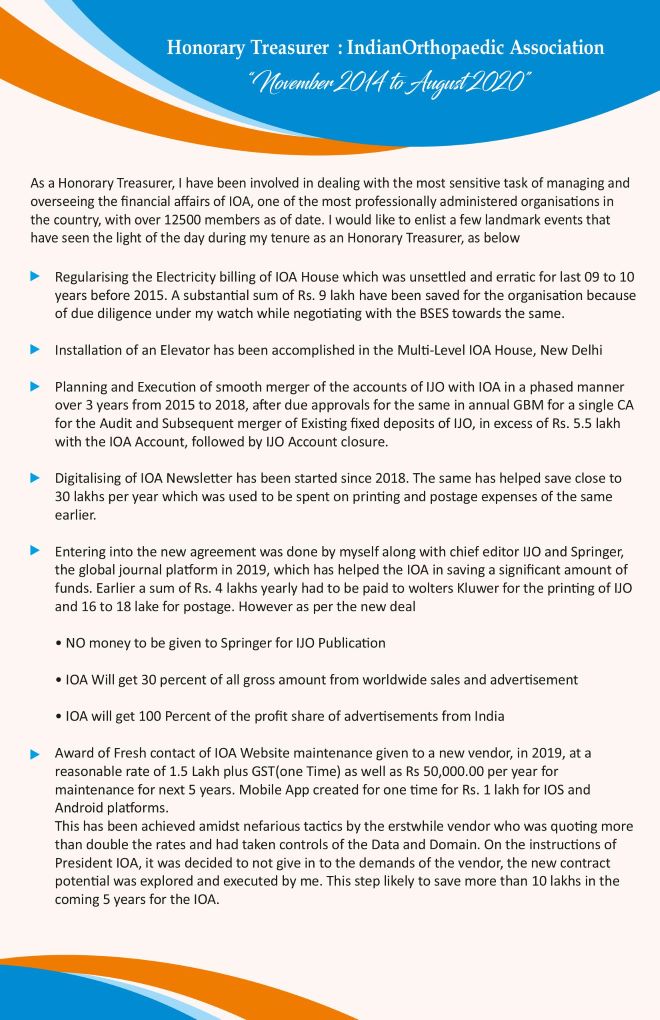 Honorary Treasurer : IndianOrthopaedic Association
"November 2014 to August 2020"
As a Honorary Treasurer, I have been involved in dealing with the most sensitive task of managing and
overseeing the financial affairs of IOA, one of the most professionally administered organisations in
the country, with over 12500 members as of date. I would like to enlist a few landmark events that
have seen the light of the day during my tenure as an Honorary Treasurer, as below
Regularising the Electricity billing of IOA House which was unsettled and erratic for last 09 to 10
years before 2015. A substantial sum of Rs. 9 lakh have been saved for the organisation because
of due diligence under my watch while negotiating with the BSES towards the same.
Installation of an Elevator has been accomplished in the Multi-Level IOA House, New Delhi
Planning and Execution of smooth merger of the accounts of IJO with IOA in a phased manner
over 3 years from 2015 to 2018, after due approvals for the same in annual GBM for a single CA
for the Audit and Subsequent merger of Existing fixed deposits of IJO, in excess of Rs. 5.5 lakh
with the IOA Account, followed by IJO Account closure.
Digitalising of IOA Newsletter has been started since 2018. The same has helped save close to
30 lakhs per year which was used to be spent on printing and postage expenses of the same
earlier.
Entering into the new agreement was done by myself along with chief editor IJO and Springer,
the global journal platform in 2019, which has helped the IOA in saving a significant amount of
funds. Earlier a sum of Rs. 4 lakhs yearly had to be paid to wolters Kluwer for the printing of IJO
and 16 to 18 lake for postage. However as per the new deal
• NO money to be given to Springer for IJO Publication
• IOA Will get 30 percent of all gross amount from worldwide sales and advertisement
• IOA will get 100 Percent of the profit share of advertisements from India
Award of Fresh contact of IOA Website maintenance given to a new vendor, in 2019, at a
reasonable rate of 1.5 Lakh plus GST(one Time) as well as Rs 50,000.00 per year for
maintenance for next 5 years. Mobile App created for one time for Rs. 1 lakh for IOS and
Android platforms.
This has been achieved amidst nefarious tactics by the erstwhile vendor who was quoting more
than double the rates and had taken controls of the Data and Domain. On the instructions of
President IOA, it was decided to not give in to the demands of the vendor, the new contract
potential was explored and executed by me. This step likely to save more than 10 lakhs in the
coming 5 years for the IOA.